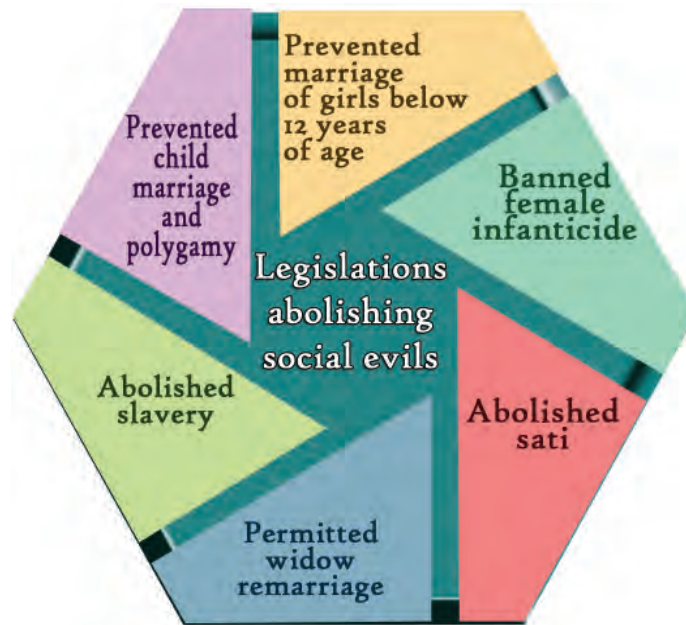 Prevented
marriage
of girls below
12 years
of age
Banned
female
infanticide
Abolished
sati
Permitted
widow
remarriage
Abolished
slavery
Prevented
child
marriage
and
polygamy
Legislations
abolishing
social evils